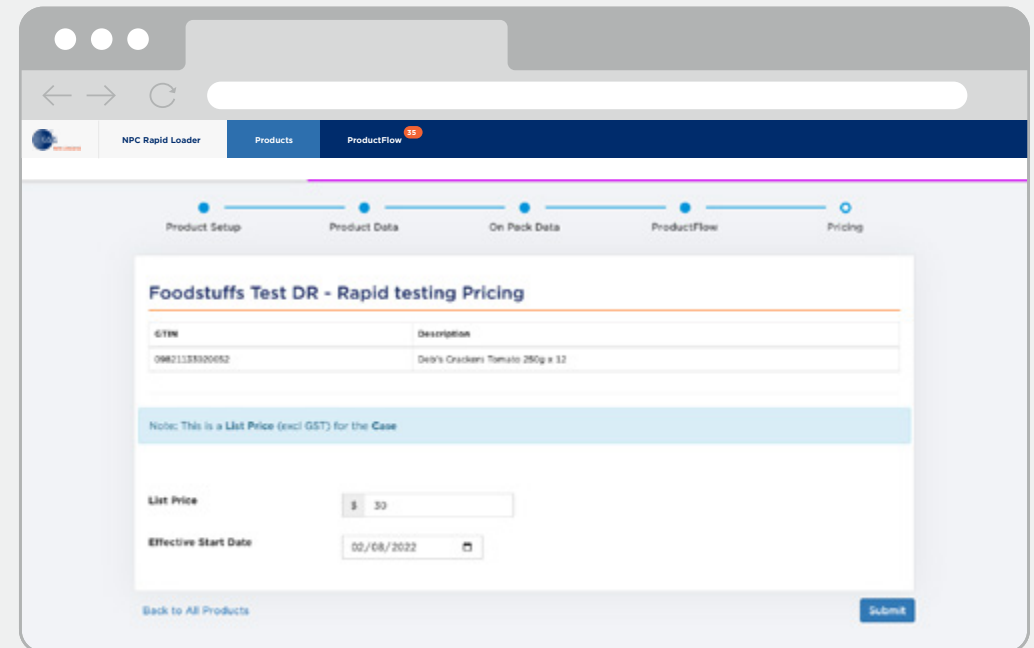 NPC Rapid Loader Products ProductFlow 35
Product Setup Product Data On Pack Data ProductFlow Pricing
Foodstuffs Test DR - Rapid testing Pricing
GTIN Description
09821133020052 Deb's Crackers Tomato 250g x 12
Note: This is a List Price (excl GST) for the Case
List Price $ 30
Effective Start Date 02/08/2022
Back to All Products Submit